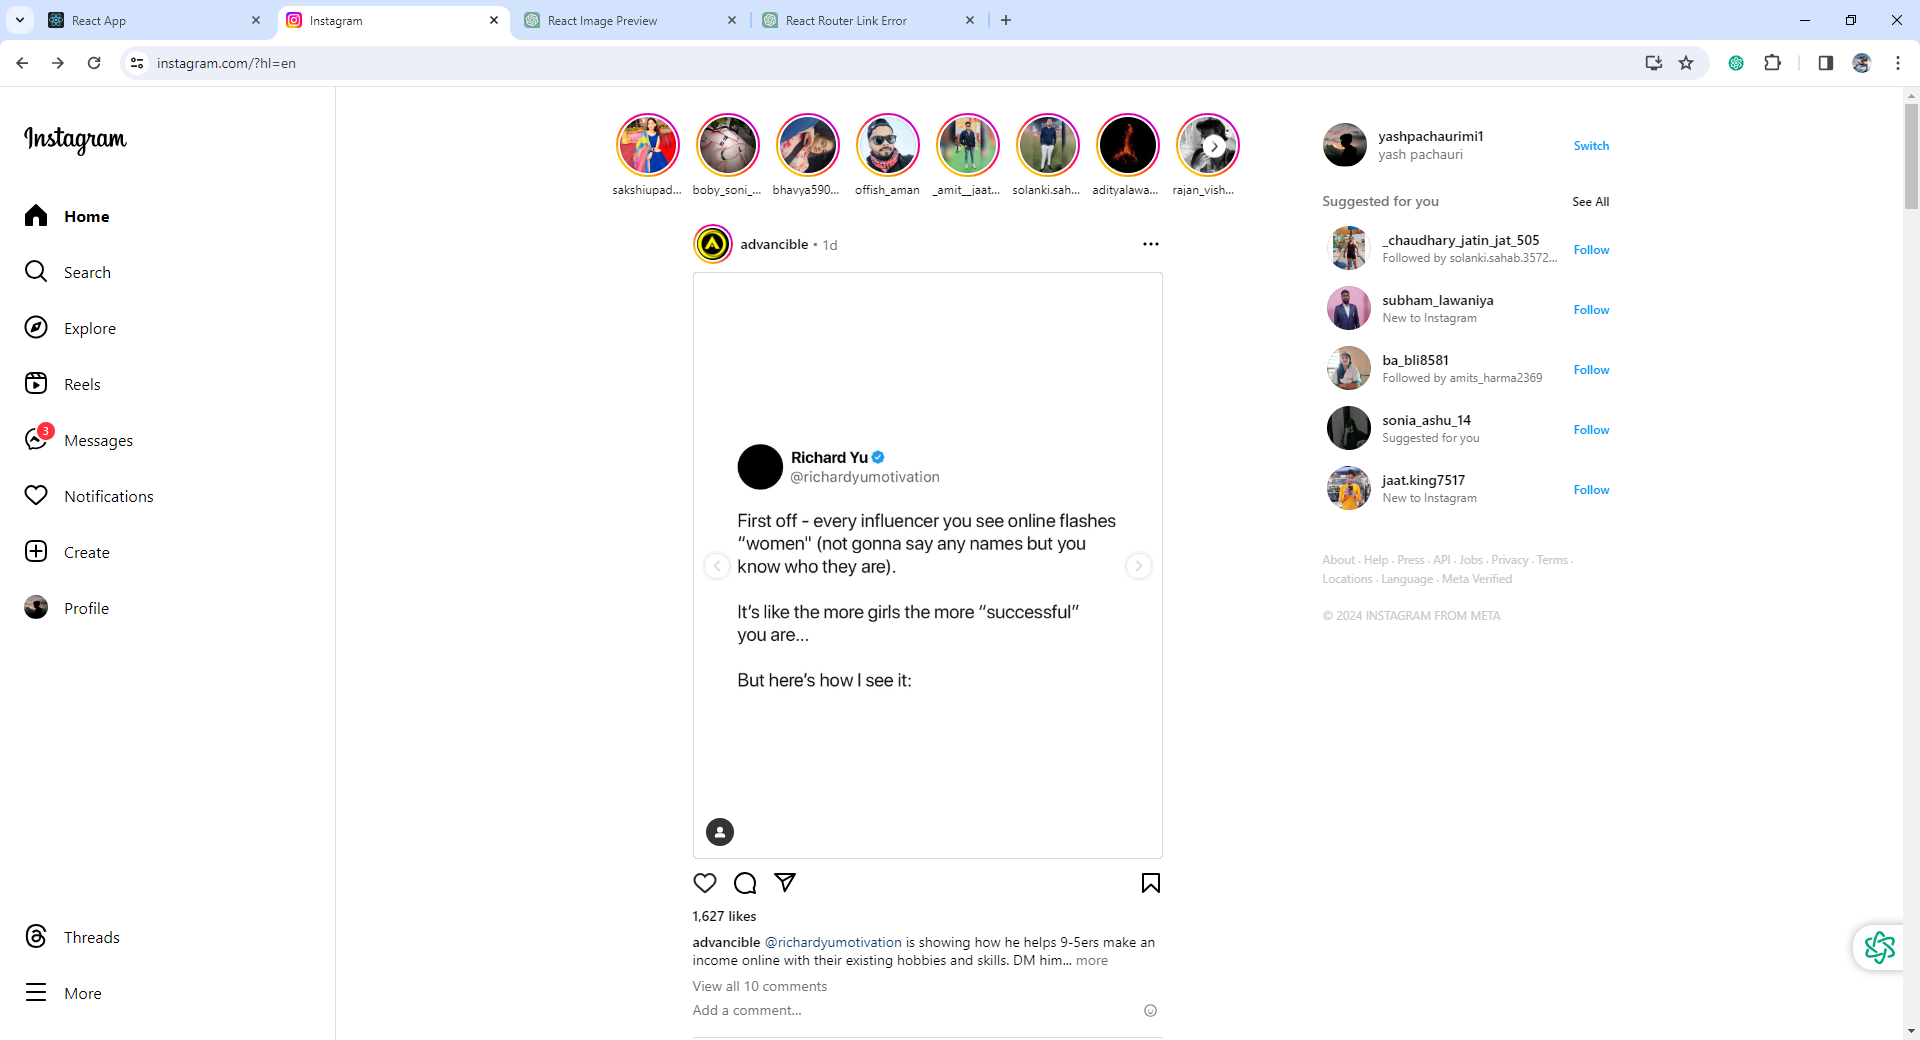 React App
Instagram
React Image Preview
React Router Link Error
instagram.com/?hl=en
Instagram
Home
Search
Explore
Reels
3
Messages
Notifications
Create
Profile
Threads
More
sakshiupad...
boby_soni_...
bhavya590...
offish_aman
_amit__jaat...
solanki.sah...
adityalawa...
rajan_vish...
advancible • 1d
Richard Yu
@richardyumotivation
First off - every influencer you see online flashes
“women" (not gonna say any names but you
know who they are).
It’s like the more girls the more “successful”
you are...
But here’s how I see it:
1,627 likes
advancible @richardyumotivation is showing how he helps 9-5ers make an
income online with their existing hobbies and skills. DM him... more
View all 10 comments
Add a comment...
yashpachaurimi1
yash pachauri
Switch
Suggested for you
See All
_chaudhary_jatin_jat_505
Followed by solanki.sahab.3572...
Follow
subham_lawaniya
New to Instagram
Follow
ba_bli8581
Followed by amits_harma2369
Follow
sonia_ashu_14
Suggested for you
Follow
jaat.king7517
New to Instagram
Follow
About · Help · Press · API · Jobs · Privacy · Terms ·
Locations · Language · Meta Verified
© 2024 INSTAGRAM FROM META